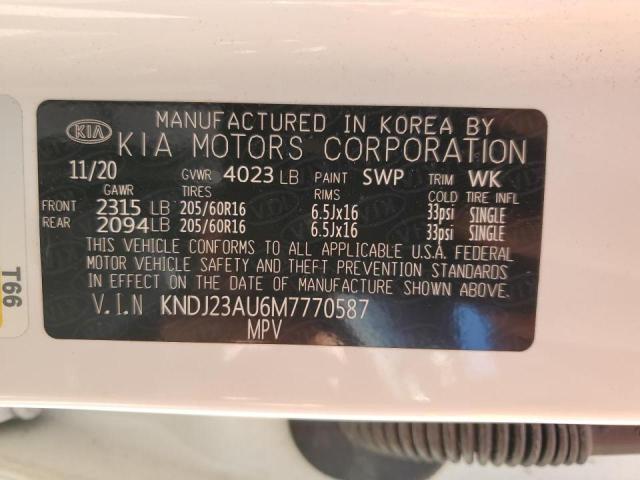 KIA MANUFACTURED IN KOREA BY
KIA MOTORS CORPORATION
11/20 GVWR 4023 LB PAINT SWP TRIM WK
GAWR TIRES RIMS COLD TIRE INFL
FRONT 2315 LB 205/60R16 6.5Jx16 33psi SINGLE
REAR 2094 LB 205/60R16 6.5Jx16 33psi SINGLE
THIS VEHICLE CONFORMS TO ALL APPLICABLE U.S.A. FEDERAL
MOTOR VEHICLE SAFETY AND THEFT PREVENTION STANDARDS
IN EFFECT ON THE DATE OF MANUFACTURE SHOWN ABOVE.
V.I.N KNDJ23AU6M7770587
MPV
T66